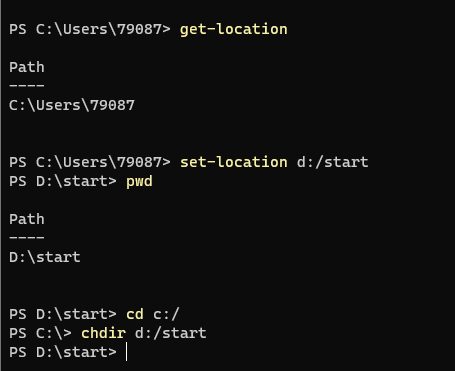 PS C:\Users\79087> get-location
Path
----
C:\Users\79087
PS C:\Users\79087> set-location d:/start
PS D:\start> pwd
Path
----
D:\start
PS D:\start> cd c:/
PS C:\> chdir d:/start
PS D:\start>